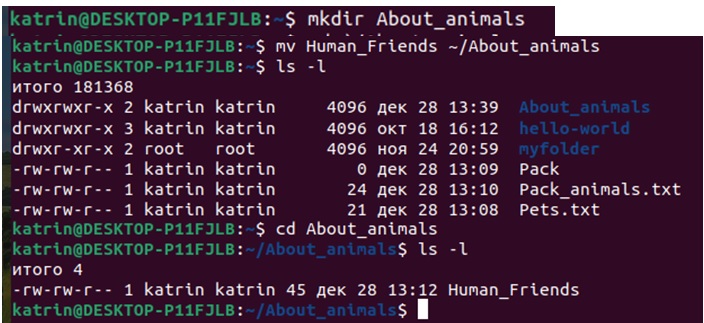 katrin@DESKTOP-P11FJLB:~$ mkdir About_animals
katrin@DESKTOP-P11FJLB:~$ mv Human_Friends ~/About_animals
katrin@DESKTOP-P11FJLB:~$ ls -l
итого 181368
drwxrwxr-x 2 katrin katrin 4096 дек 28 13:39 About_animals
drwxrwxr-x 3 katrin katrin 4096 окт 18 16:12 hello-world
drwxr-xr-x 2 root root 4096 ноя 24 20:59 myfolder
-rw-rw-r-- 1 katrin katrin 0 дек 28 13:09 Pack
-rw-rw-r-- 1 katrin katrin 24 дек 28 13:10 Pack_animals.txt
-rw-rw-r-- 1 katrin katrin 21 дек 28 13:08 Pets.txt
katrin@DESKTOP-P11FJLB:~$ cd About_animals
katrin@DESKTOP-P11FJLB:~/About_animals$ ls -l
итого 4
-rw-rw-r-- 1 katrin katrin 45 дек 28 13:12 Human_Friends
katrin@DESKTOP-P11FJLB:~/About_animals$